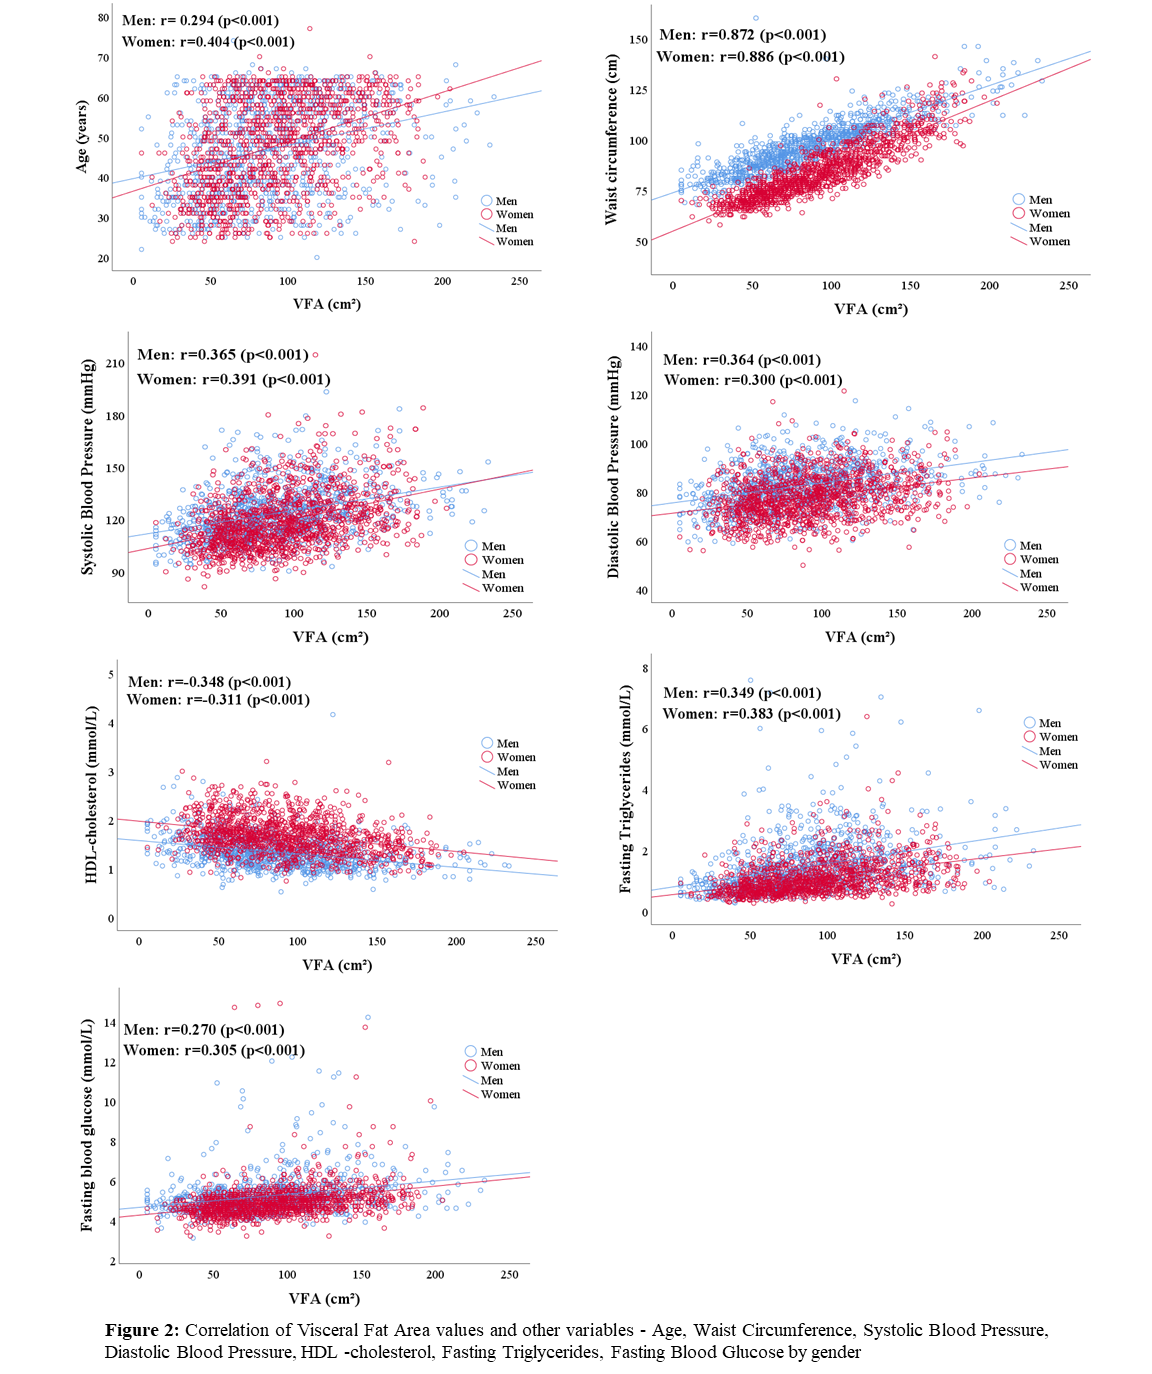 Men: r= 0.294 (p<0.001)
Women: r=0.404 (p<0.001)
80
70
60
50
40
30
20
Age (years)
Men
Women
Men
Women
0 50 100 150 200 250
VFA (cm²)
Men: r=0.872 (p<0.001)
Women: r=0.886 (p<0.001)
150
125
100
75
50
Waist circumference (cm)
Men
Women
Men
Women
0 50 100 150 200 250
VFA (cm²)
Men: r=0.365 (p<0.001)
Women: r=0.391 (p<0.001)
210
180
150
120
90
Systolic Blood Pressure (mmHg)
Men
Women
Men
Women
0 50 100 150 200 250
VFA (cm²)
Men: r=0.364 (p<0.001)
Women: r=0.300 (p<0.001)
140
120
100
80
60
40
Diastolic Blood Pressure (mmHg)
Men
Women
Men
Women
0 50 100 150 200 250
VFA (cm²)
Men: r=-0.348 (p<0.001)
Women: r=-0.311 (p<0.001)
5
4
3
2
1
0
HDL-cholesterol (mmol/L)
Men
Women
Men
Women
0 50 100 150 200 250
VFA (cm²)
Men: r=0.349 (p<0.001)
Women: r=0.383 (p<0.001)
8
6
4
2
0
Fasting Triglycerides (mmol/L)
Men
Women
Men
Women
0 50 100 150 200 250
VFA (cm²)
Men: r=0.270 (p<0.001)
Women: r=0.305 (p<0.001)
14
12
10
8
6
4
2
Fasting blood glucose (mmol/L)
Men
Women
Men
Women
0 50 100 150 200 250
VFA (cm²)
Figure 2: Correlation of Visceral Fat Area values and other variables - Age, Waist Circumference, Systolic Blood Pressure,
Diastolic Blood Pressure, HDL -cholesterol, Fasting Triglycerides, Fasting Blood Glucose by gender